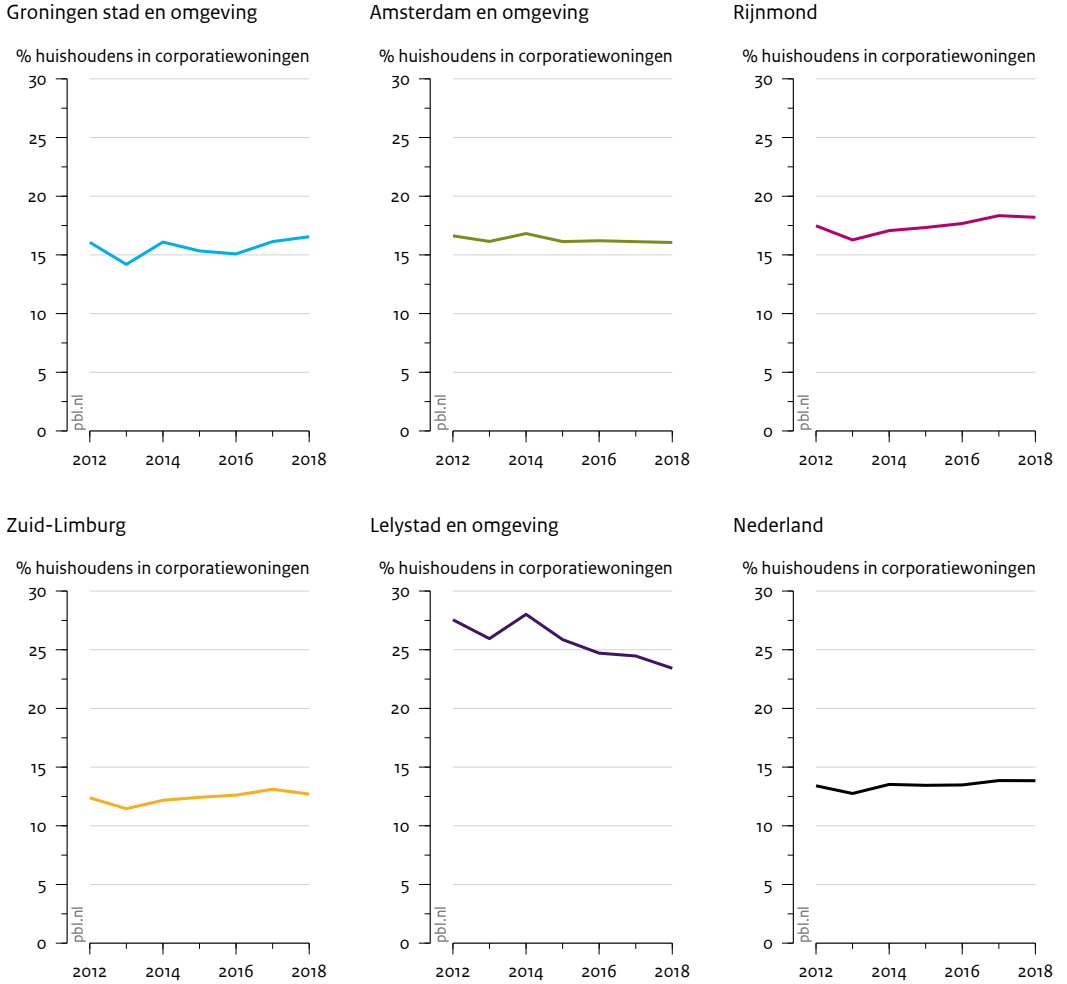 Groningen stad en omgeving
% huishoudens in corporatiewoningen
30
25
20
15
10
5
0
pbl.nl
2012 2014 2016 2018
Amsterdam en omgeving
% huishoudens in corporatiewoningen
30
25
20
15
10
5
0
pbl.nl
2012 2014 2016 2018
Rijnmond
% huishoudens in corporatiewoningen
30
25
20
15
10
5
0
pbl.nl
2012 2014 2016 2018
Zuid-Limburg
% huishoudens in corporatiewoningen
30
25
20
15
10
5
0
pbl.nl
2012 2014 2016 2018
Lelystad en omgeving
% huishoudens in corporatiewoningen
30
25
20
15
10
5
0
pbl.nl
2012 2014 2016 2018
Nederland
% huishoudens in corporatiewoningen
30
25
20
15
10
5
0
pbl.nl
2012 2014 2016 2018